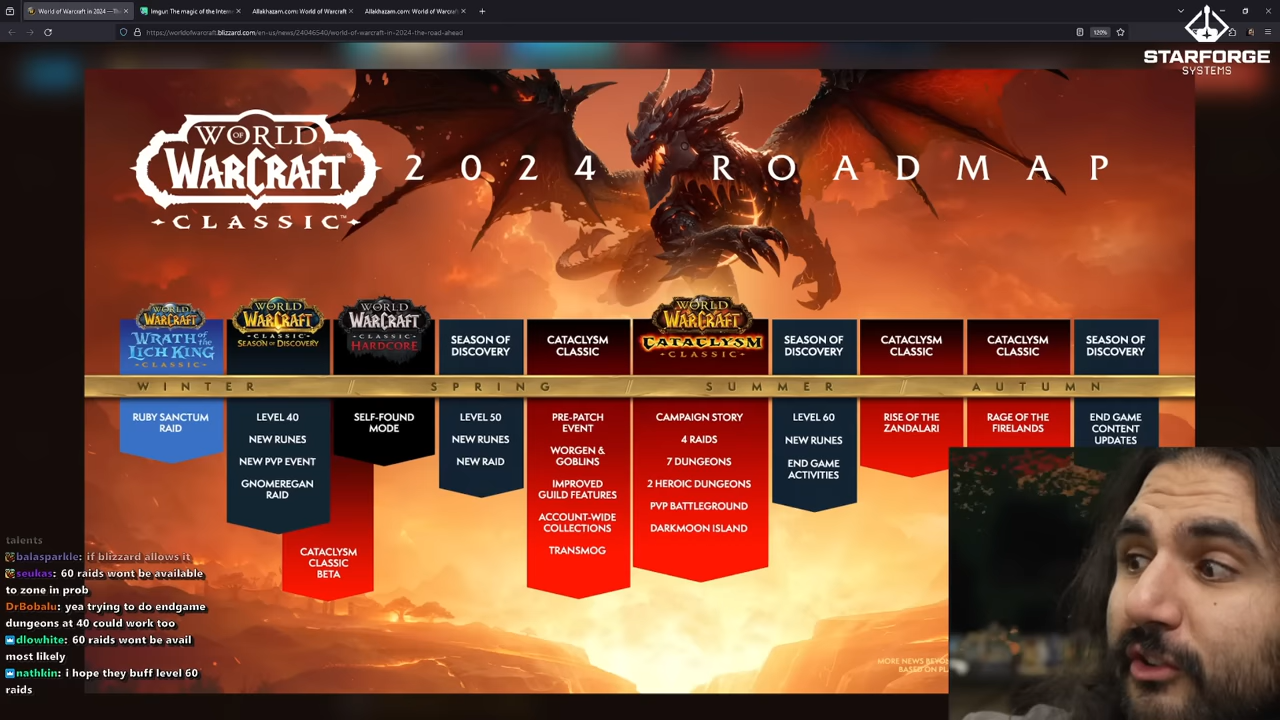 World of Warcraft in 2024 — Th
Imgur: The magic of the Intern
Allakhazam.com: World of Warcraft
Allakhazam.com: World of Warcraft
https://worldofwarcraft.blizzard.com/en-us/news/24046540/world-of-warcraft-in-2024-the-road-ahead
120%
STARFORGE
SYSTEMS
WORLD OF
WARCRAFT
CLASSIC
2024 ROADMAP
WORLD OF
WARCRAFT
WRATH OF THE
LICH KING
CLASSIC
WORLD OF
WARCRAFT
CLASSIC
SEASON OF DISCOVERY
WORLD OF
WARCRAFT
CLASSIC
HARDCORE
SEASON OF
DISCOVERY
CATACLYSM
CLASSIC
WORLD OF
WARCRAFT
CATACLYSM
CLASSIC
SEASON OF
DISCOVERY
CATACLYSM
CLASSIC
CATACLYSM
CLASSIC
SEASON OF
DISCOVERY
WINTER // SPRING // SUMMER // AUTUMN
RUBY SANCTUM
RAID
LEVEL 40
NEW RUNES
NEW PVP EVENT
GNOMEREGAN
RAID
CATACLYSM
CLASSIC
BETA
SELF-FOUND
MODE
LEVEL 50
NEW RUNES
NEW RAID
PRE-PATCH
EVENT
WORGEN &
GOBLINS
IMPROVED
GUILD FEATURES
ACCOUNT-WIDE
COLLECTIONS
TRANSMOG
CAMPAIGN STORY
4 RAIDS
7 DUNGEONS
2 HEROIC DUNGEONS
PVP BATTLEGROUND
DARKMOON ISLAND
LEVEL 60
NEW RUNES
END GAME
ACTIVITIES
RISE OF THE
ZANDALARI
RAGE OF THE
FIRELANDS
END GAME
CONTENT
UPDATES
MORE NEWS
BASED ON
talents
balasparkle: if blizzard allows it
seukas: 60 raids wont be available
to zone in prob
DrBobalu: yea trying to do endgame
dungeons at 40 could work too
dlowhite: 60 raids wont be avail
most likely
nathkin: i hope they buff level 60
raids